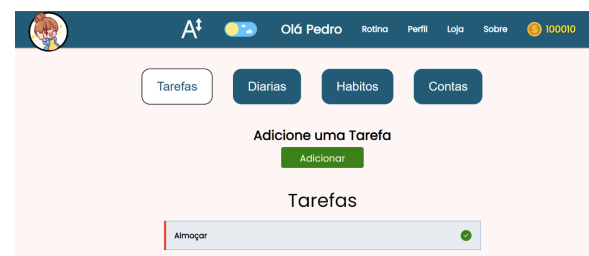 A Olá Pedro Rotina Perfil Loja Sobre 100010
Tarefas Diarias Habitos Contas
Adicione uma Tarefa
Adicionar
Tarefas
Almoçar